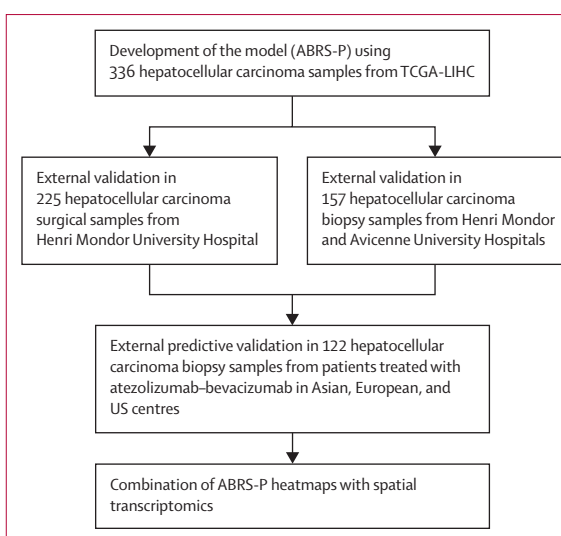 Development of the model (ABRS-P) using
336 hepatocellular carcinoma samples from TCGA-LIHC
External validation in
225 hepatocellular carcinoma
surgical samples from
Henri Mondor University Hospital
External validation in
157 hepatocellular carcinoma
biopsy samples from Henri Mondor
and Avicenne University Hospitals
External predictive validation in 122 hepatocellular
carcinoma biopsy samples from patients treated with
atezolizumab–bevacizumab in Asian, European, and
US centres
Combination of ABRS-P heatmaps with spatial
transcriptomics